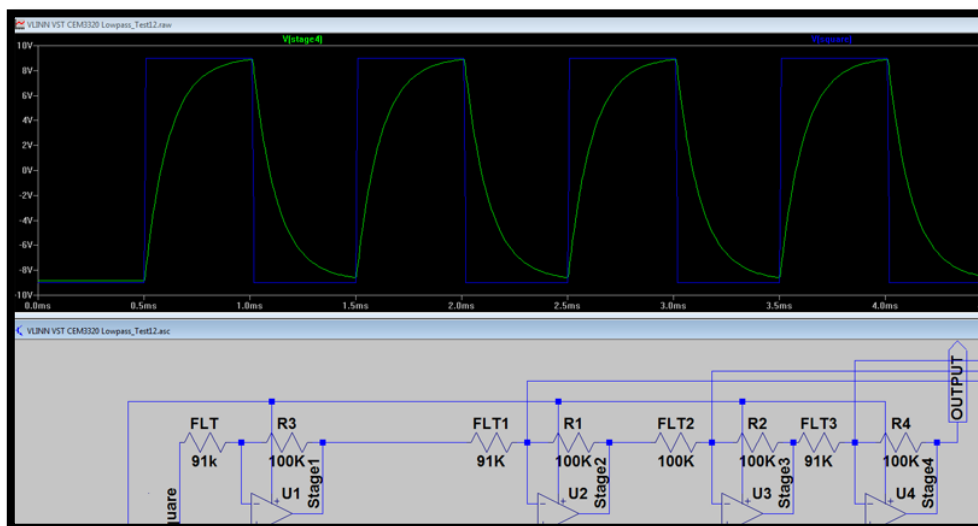 VLINN VST CEM3320 Lowpass_Test12.raw
V(stage4) V(square)
10V
8V
6V
4V
2V
0V
-2V
-4V
-6V
-8V
-10V
0.0ms 0.5ms 1.0ms 1.5ms 2.0ms 2.5ms 3.0ms 3.5ms 4.0ms
VLINN VST CEM3320 Lowpass_Test12.asc
OUTPUT
FLT R3 FLT1 R1 FLT2 R2 FLT3 R4
91k 100K 91K 100K 100K 100K 91K 100K
quare U1 Stage1 U2 Stage2 U3 Stage3 U4 Stage4